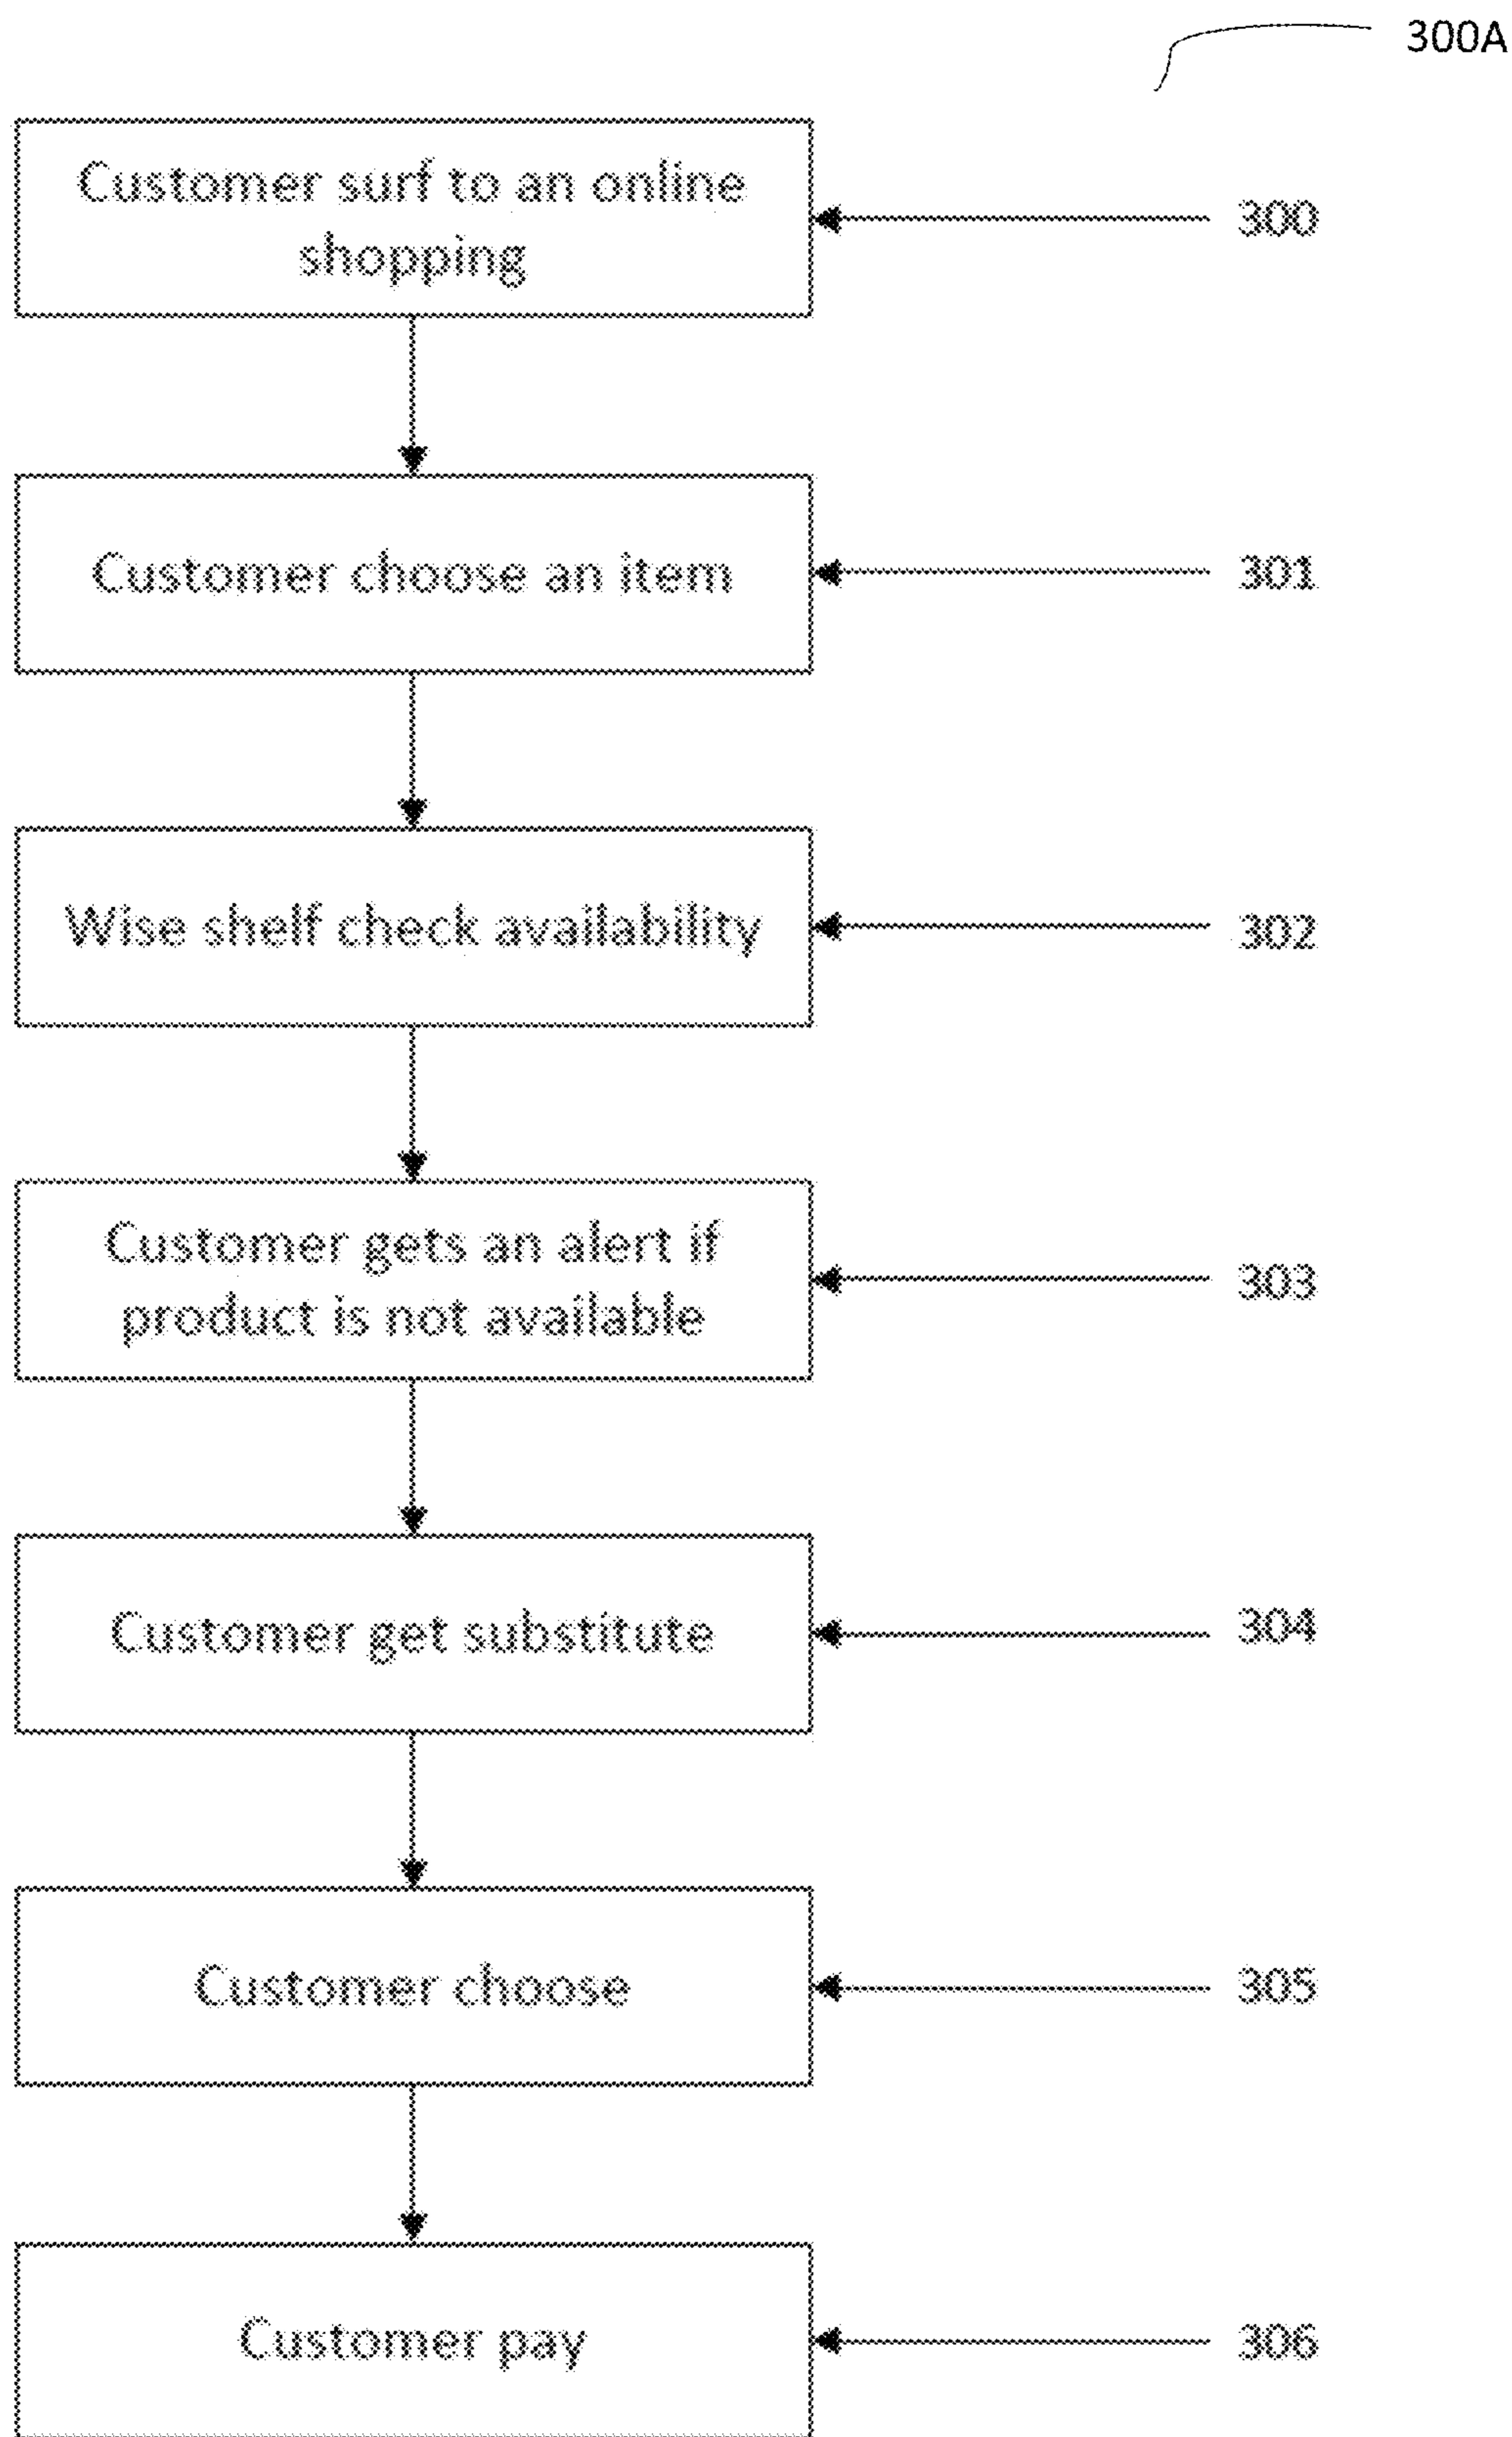 300A
Customer surf to an online
shopping
300
Customer choose an item
301
Wise shelf check availability
302
Customer gets an alert if
product is not available
303
Customer get substitute
304
Customer choose
305
Customer pay
306